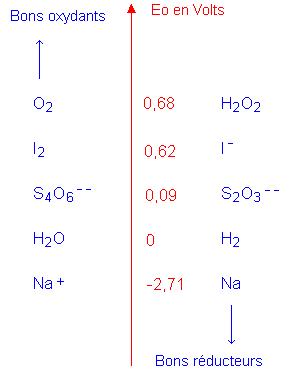 Bons oxydants
Eo en Volts
O₂ 0,68 H₂O₂
I₂ 0,62 I⁻
S₄O₆⁻⁻ 0,09 S₂O₃⁻⁻
H₂O 0 H₂
Na⁺ -2,71 Na
Bons réducteurs